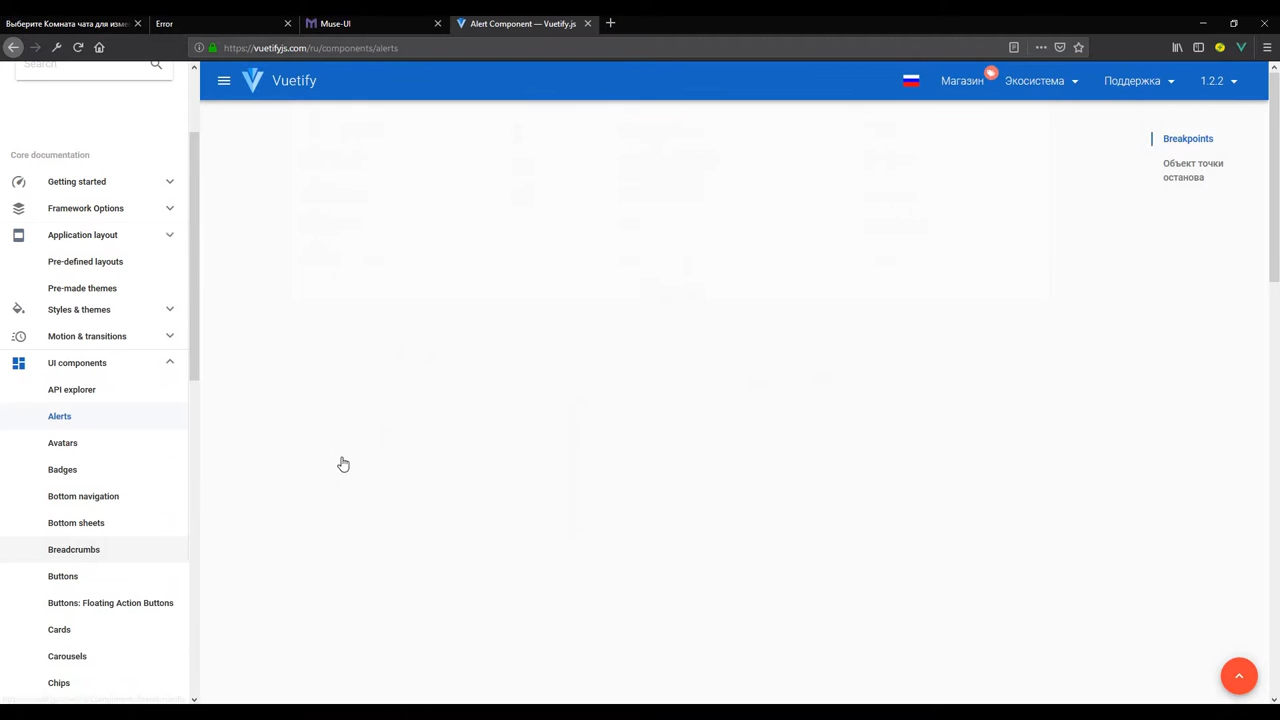 Выберите Комната чата для изме
Error
Muse-UI
Alert Component — Vuetify.js
https://vuetifyjs.com/ru/components/alerts
Search
Vuetify
Магазин
Экосистема
Поддержка
1.2.2
Core documentation
Getting started
Framework Options
Application layout
Pre-defined layouts
Pre-made themes
Styles & themes
Motion & transitions
UI components
API explorer
Alerts
Avatars
Badges
Bottom navigation
Bottom sheets
Breadcrumbs
Buttons
Buttons: Floating Action Buttons
Cards
Carousels
Chips
Breakpoints
Объект точки
останова